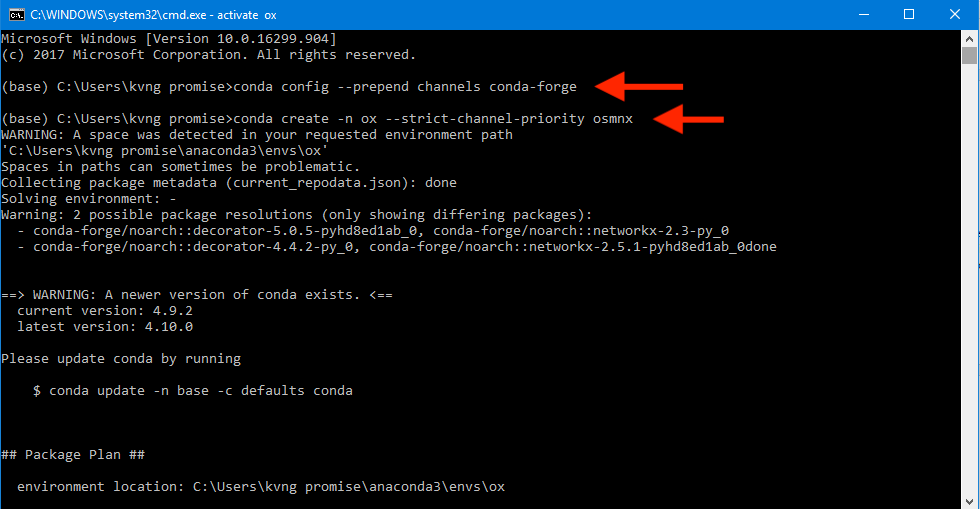 C:\WINDOWS\system32\cmd.exe - activate ox
Microsoft Windows [Version 10.0.16299.904]
(c) 2017 Microsoft Corporation. All rights reserved.
(base) C:\Users\kvng promise>conda config --prepend channels conda-forge
(base) C:\Users\kvng promise>conda create -n ox --strict-channel-priority osmnx
WARNING: A space was detected in your requested environment path
'C:\Users\kvng promise\anaconda3\envs\ox'
Spaces in paths can sometimes be problematic.
Collecting package metadata (current_repodata.json): done
Solving environment: -
Warning: 2 possible package resolutions (only showing differing packages):
  - conda-forge/noarch::decorator-5.0.5-pyhd8ed1ab_0, conda-forge/noarch::networkx-2.3-py_0
  - conda-forge/noarch::decorator-4.4.2-py_0, conda-forge/noarch::networkx-2.5.1-pyhd8ed1ab_0done
==> WARNING: A newer version of conda exists. <==
  current version: 4.9.2
  latest version: 4.10.0
Please update conda by running
    $ conda update -n base -c defaults conda
## Package Plan ##
  environment location: C:\Users\kvng promise\anaconda3\envs\ox